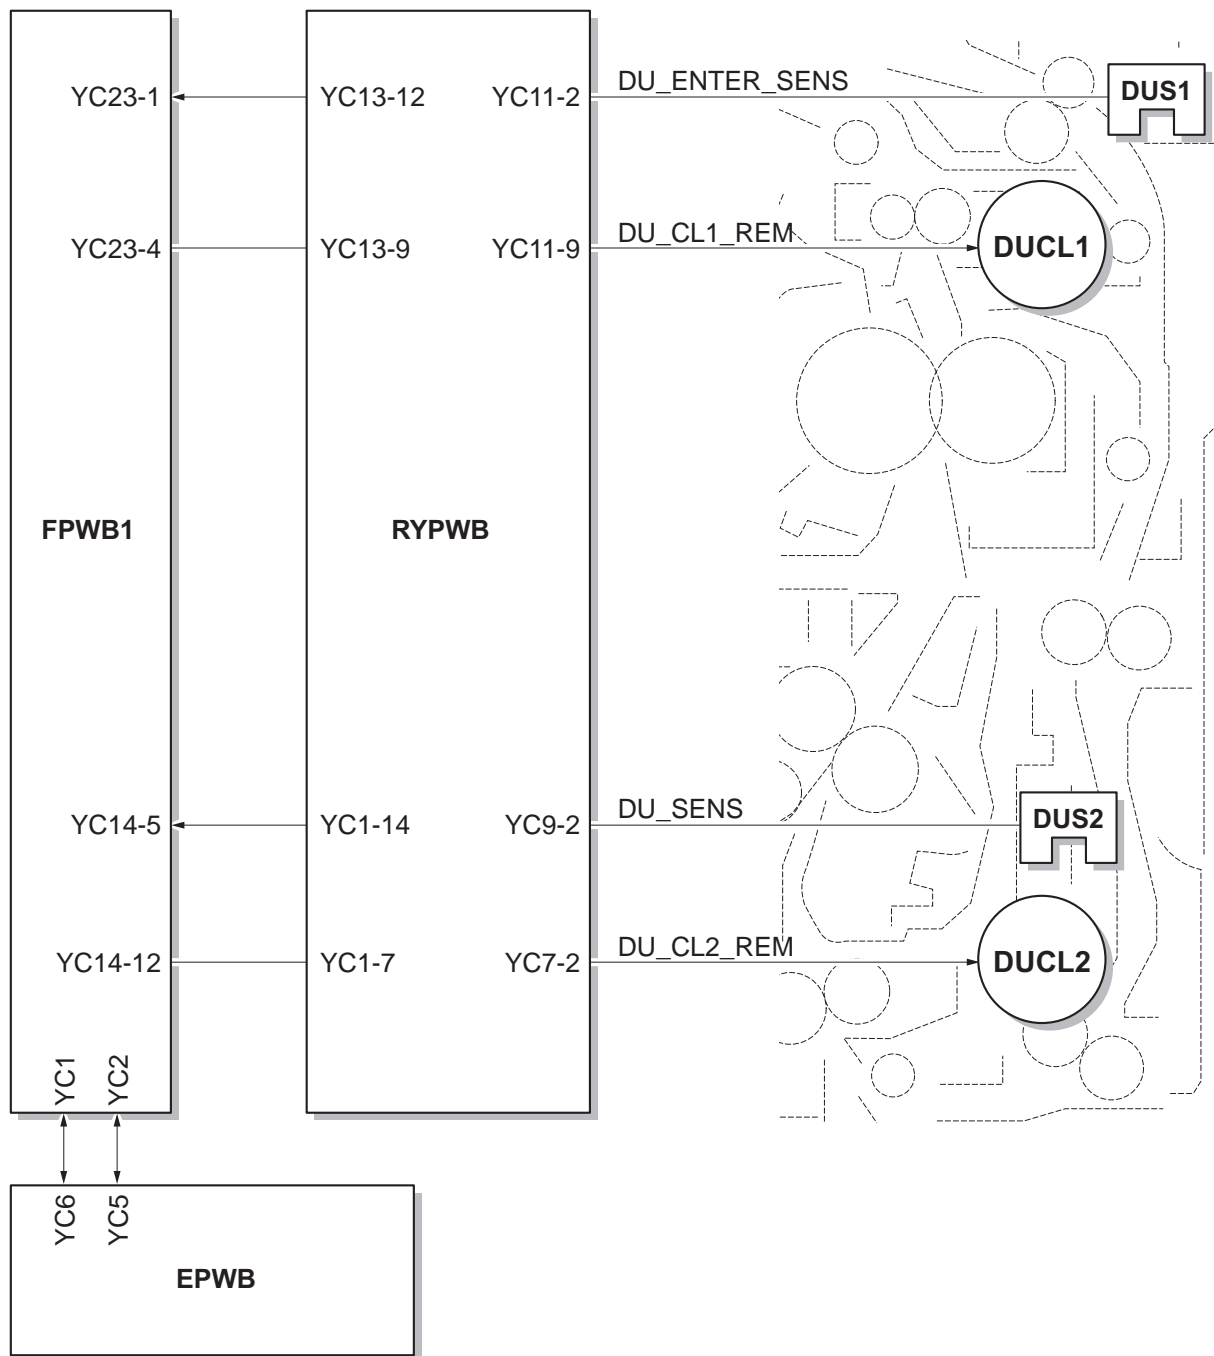 DU_ENTER_SENS
DUS1
YC23-1
YC13-12
YC11-2
DU_CL1_REM
YC23-4
YC13-9
YC11-9
DUCL1
FPWB1
RYPWB
DU_SENS
YC14-5
YC1-14
YC9-2
DUS2
DU_CL2_REM
YC14-12
YC1-7
YC7-2
DUCL2
YC1
YC2
YC6
YC5
EPWB